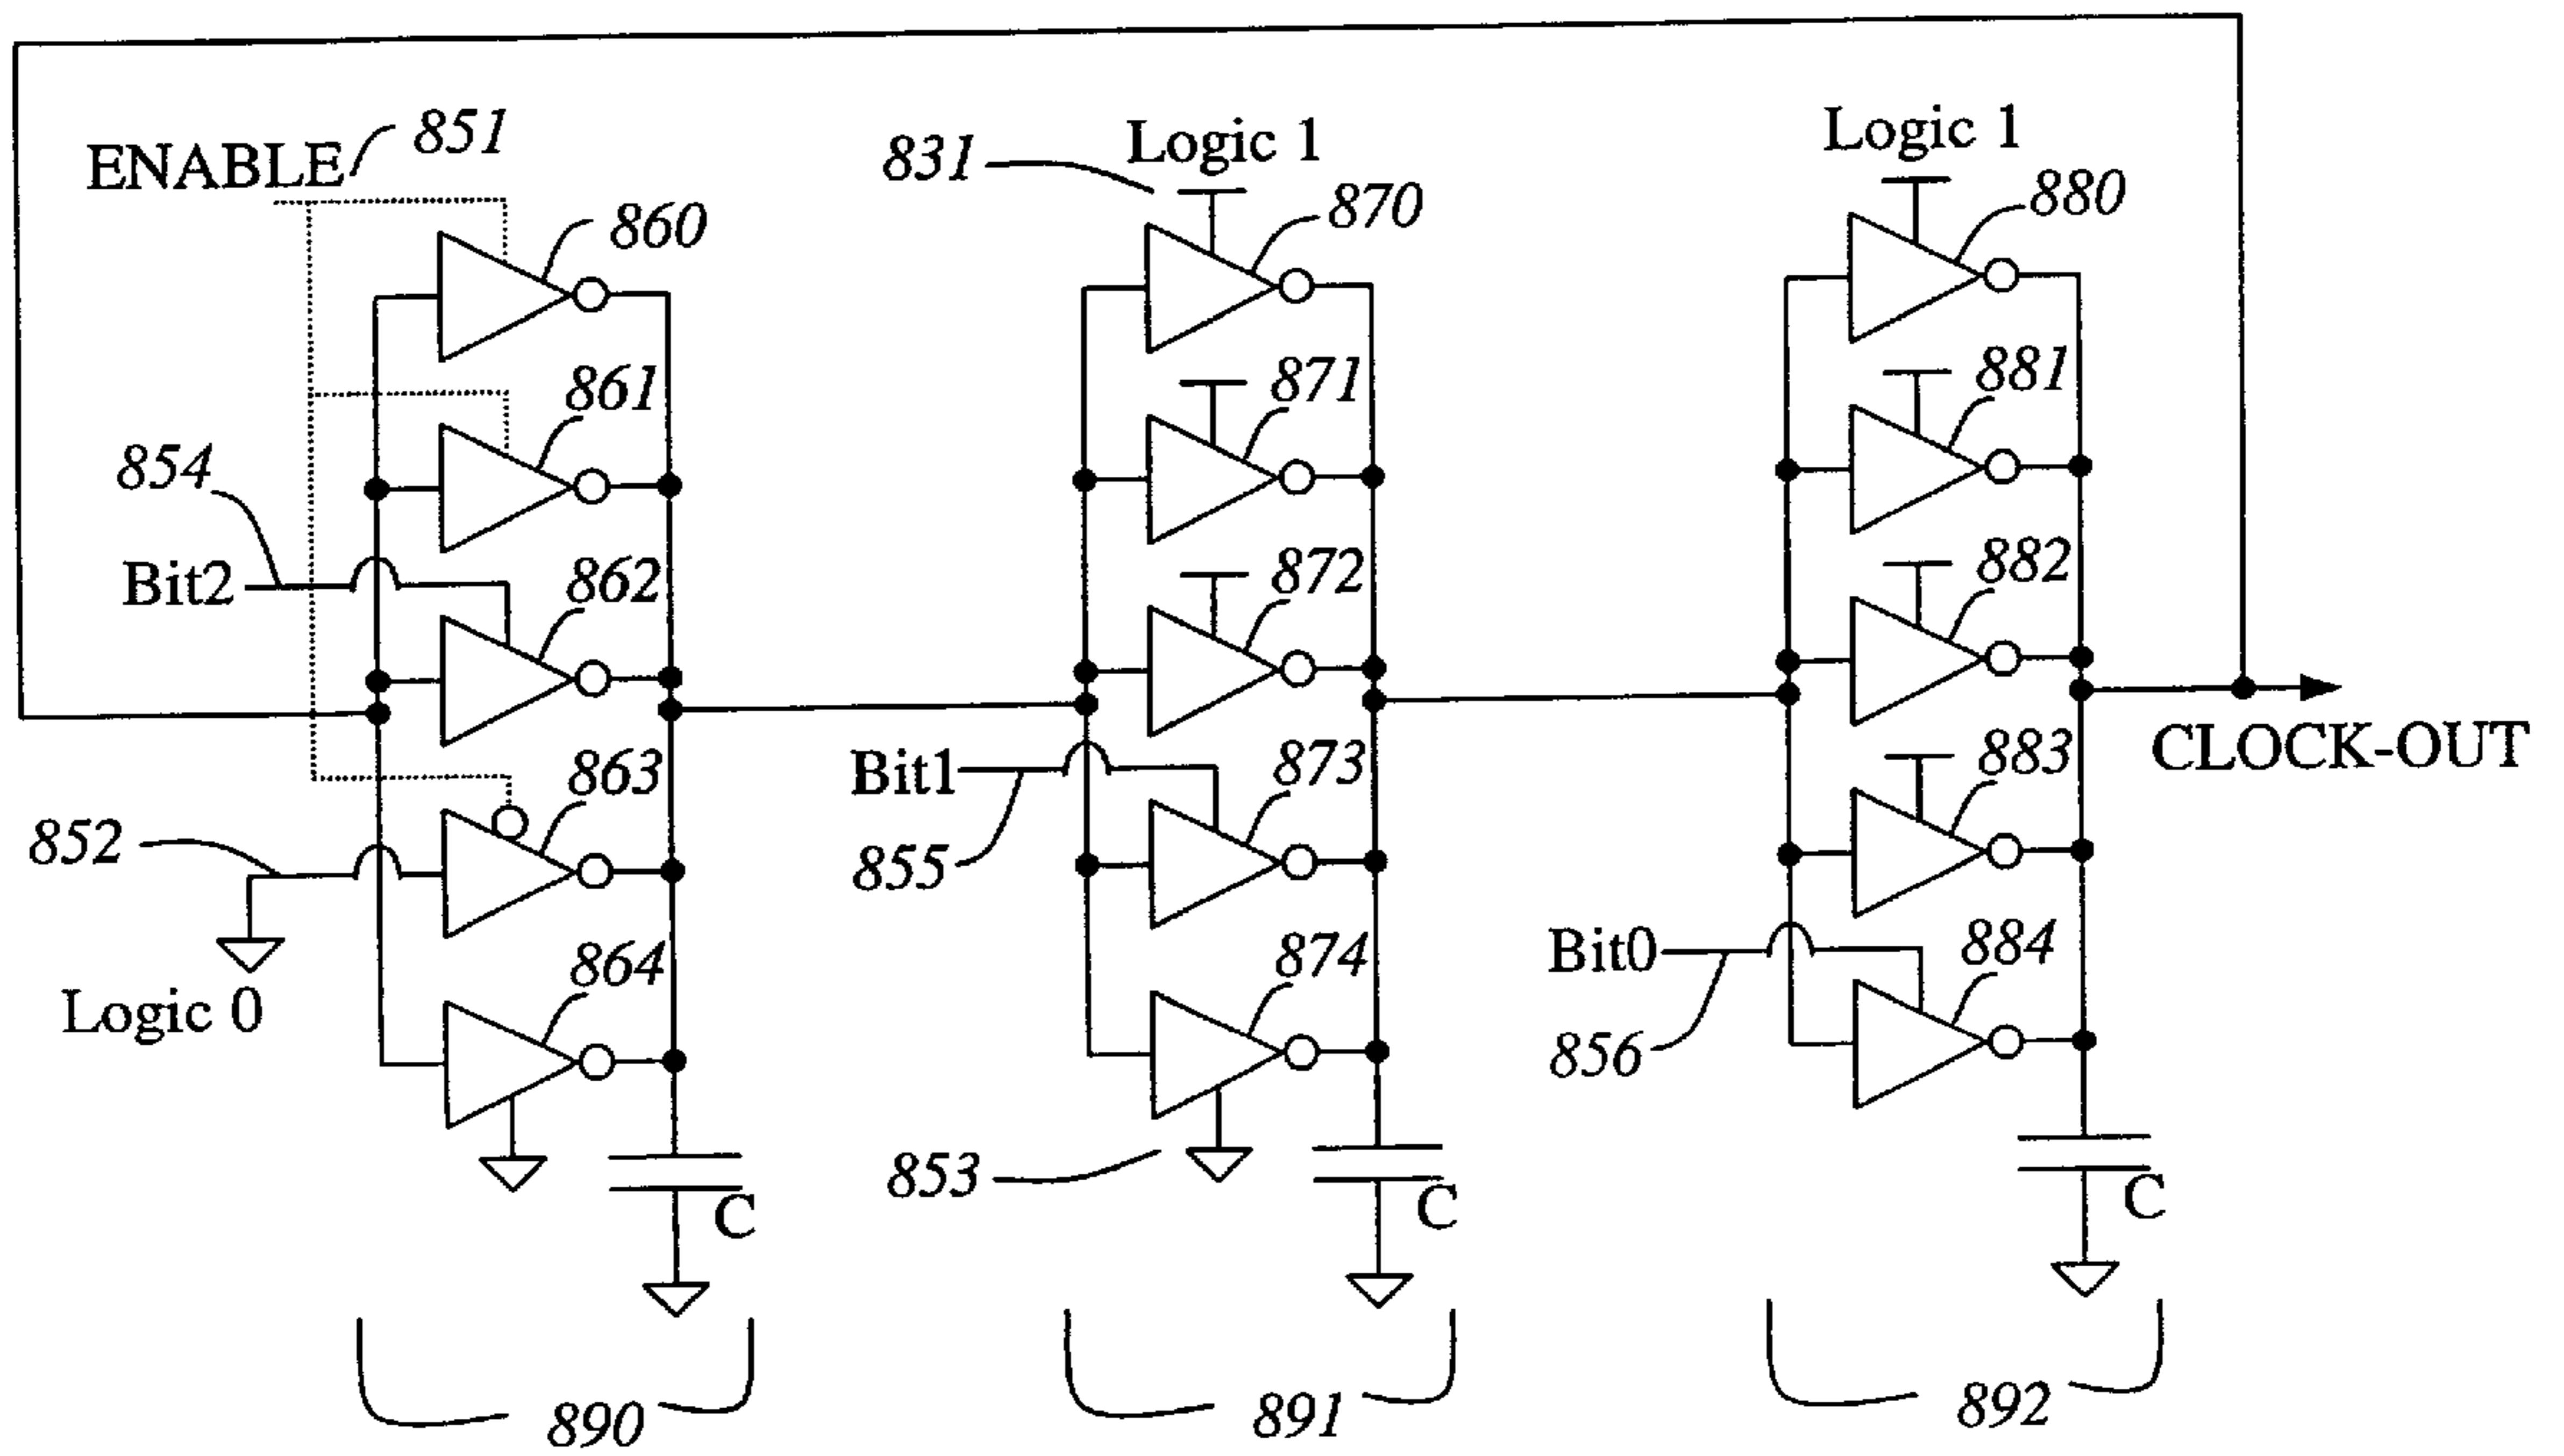 ENABLE 851
831 Logic 1
Logic 1
860
870
880
861
871
881
854
Bit2
862
872
882
863
Bit1
873
883
852
855
864
874
Bit0
884
Logic 0
856
853
CLOCK-OUT
C
C
C
890
891
892